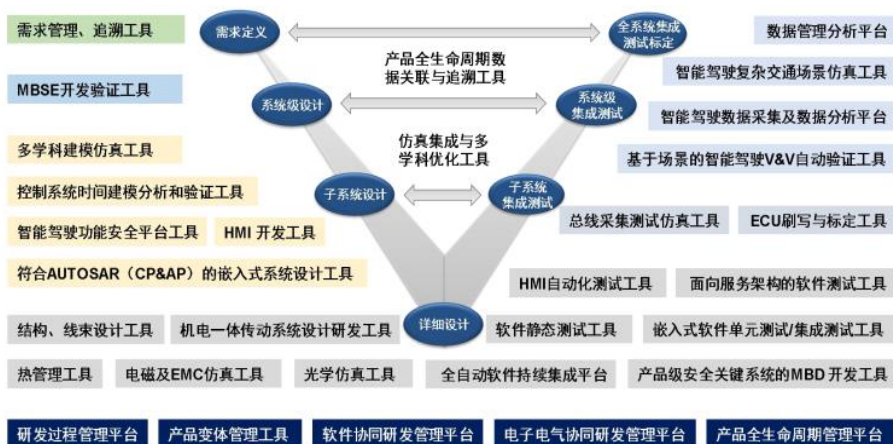 需求管理、追溯工具
需求定义
全系统集成
测试标定
数据管理分析平台
产品全生命周期数
据关联与追溯工具
智能驾驶复杂交通场景仿真工具
MBSE开发验证工具
系统级设计
系统级
集成测试
智能驾驶数据采集及数据分析平台
仿真集成与多
学科优化工具
多学科建模仿真工具
基于场景的智能驾驶V&V自动验证工具
控制系统时间建模分析和验证工具
子系统设计
子系统
集成测试
总线采集测试仿真工具
ECU刷写与标定工具
智能驾驶功能安全平台工具
HMI 开发工具
符合AUTOSAR（CP&AP）的嵌入式系统设计工具
HMI自动化测试工具
面向服务架构的软件测试工具
结构、线束设计工具
机电一体传动系统设计研发工具
详细设计
软件静态测试工具
嵌入式软件单元测试/集成测试工具
热管理工具
电磁及EMC仿真工具
光学仿真工具
全自动软件持续集成平台
产品级安全关键系统的MBD 开发工具
研发过程管理平台
产品变体管理工具
软件协同研发管理平台
电子电气协同研发管理平台
产品全生命周期管理平台